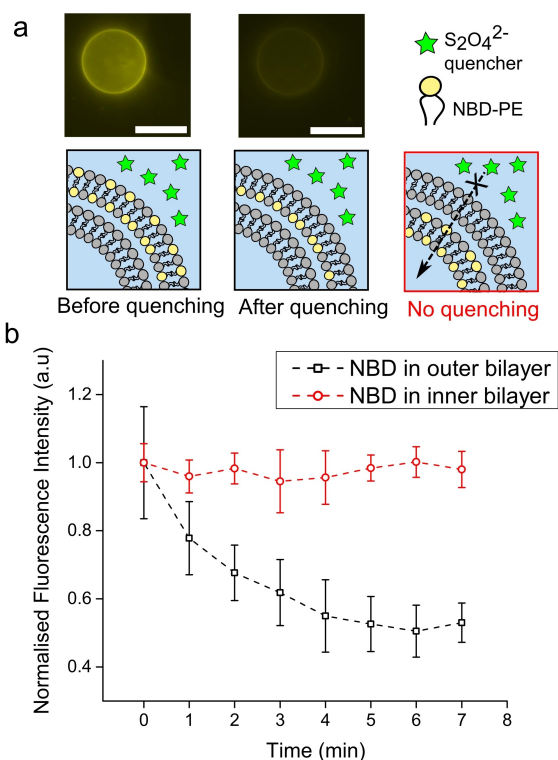 a
S₂O₄²⁻
quencher
NBD-PE
Before quenching
After quenching
No quenching
b
NBD in outer bilayer
NBD in inner bilayer
Normalised Fluorescence Intensity (a.u)
1.2
1.0
0.8
0.6
0.4
0 1 2 3 4 5 6 7 8
Time (min)